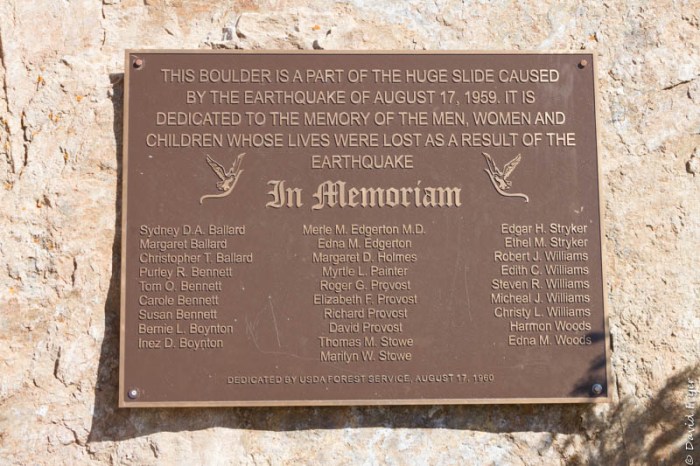 THIS BOULDER IS A PART OF THE HUGE SLIDE CAUSED
BY THE EARTHQUAKE OF AUGUST 17, 1959. IT IS
DEDICATED TO THE MEMORY OF THE MEN, WOMEN AND
CHILDREN WHOSE LIVES WERE LOST AS A RESULT OF THE
EARTHQUAKE
In Memoriam
Sydney D.A. Ballard
Margaret Ballard
Christopher T. Ballard
Purley R. Bennett
Tom O. Bennett
Carole Bennett
Susan Bennett
Bernie L. Boynton
Inez D. Boynton
Merle M. Edgerton M.D.
Edna M. Edgerton
Margaret D. Holmes
Myrtle L. Painter
Roger G. Provost
Elizabeth F. Provost
Richard Provost
David Provost
Thomas M. Stowe
Marilyn W. Stowe
Edgar H. Stryker
Ethel M. Stryker
Robert J. Williams
Edith C. Williams
Steven R. Williams
Micheal J. Williams
Christy L. Williams
Harmon Woods
Edna M. Woods
DEDICATED BY USDA FOREST SERVICE, AUGUST 17, 1960
© David